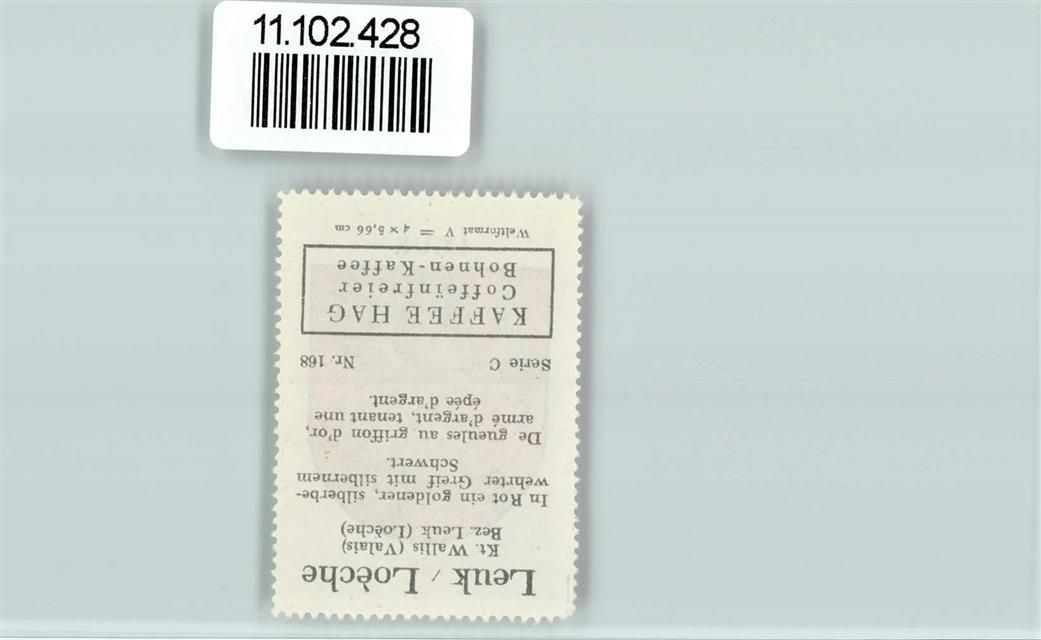 11.102.428
Leuk / Loèche
Kt. Wallis (Valais)
Bez. Leuk (Loèche)
In Rot ein goldener, silberbe-
wehrter Greif mit silbernem
Schwert.
De gueules au griffon d'or,
armé d'argent, tenant une
épée d'argent.
Serie C Nr. 168
KAFFEE HAG
Coffeïnfreier
Bohnen-Kaffee
Weltformat V = 4 × 5,66 cm